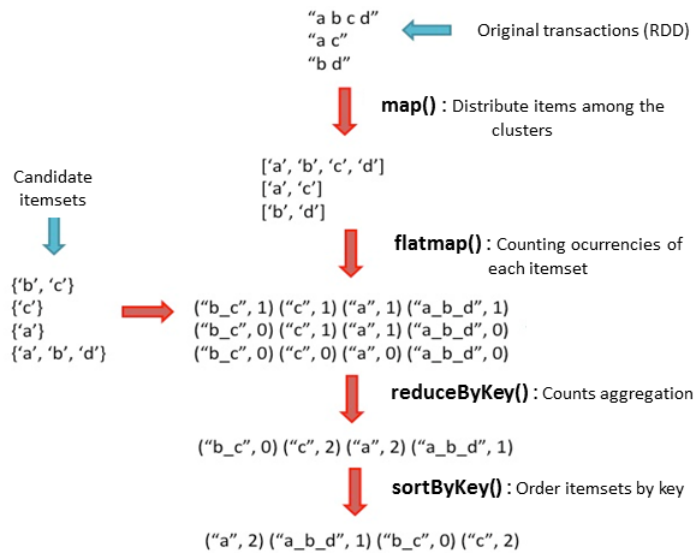 “a b c d”
“a c”
“b d”
Original transactions (RDD)
map() : Distribute items among the
clusters
[‘a’, ‘b’, ‘c’, ‘d’]
[‘a’, ‘c’]
[‘b’, ‘d’]
Candidate
itemsets
flatmap() : Counting ocurrencies of
each itemset
{‘b’, ‘c’}
{‘c’}
{‘a’}
{‘a’, ‘b’, ‘d’}
(“b_c”, 1) (“c”, 1) (“a”, 1) (“a_b_d”, 1)
(“b_c”, 0) (“c”, 1) (“a”, 1) (“a_b_d”, 0)
(“b_c”, 0) (“c”, 0) (“a”, 0) (“a_b_d”, 0)
reduceByKey() : Counts aggregation
(“b_c”, 0) (“c”, 2) (“a”, 2) (“a_b_d”, 1)
sortByKey() : Order itemsets by key
(“a”, 2) (“a_b_d”, 1) (“b_c”, 0) (“c”, 2)